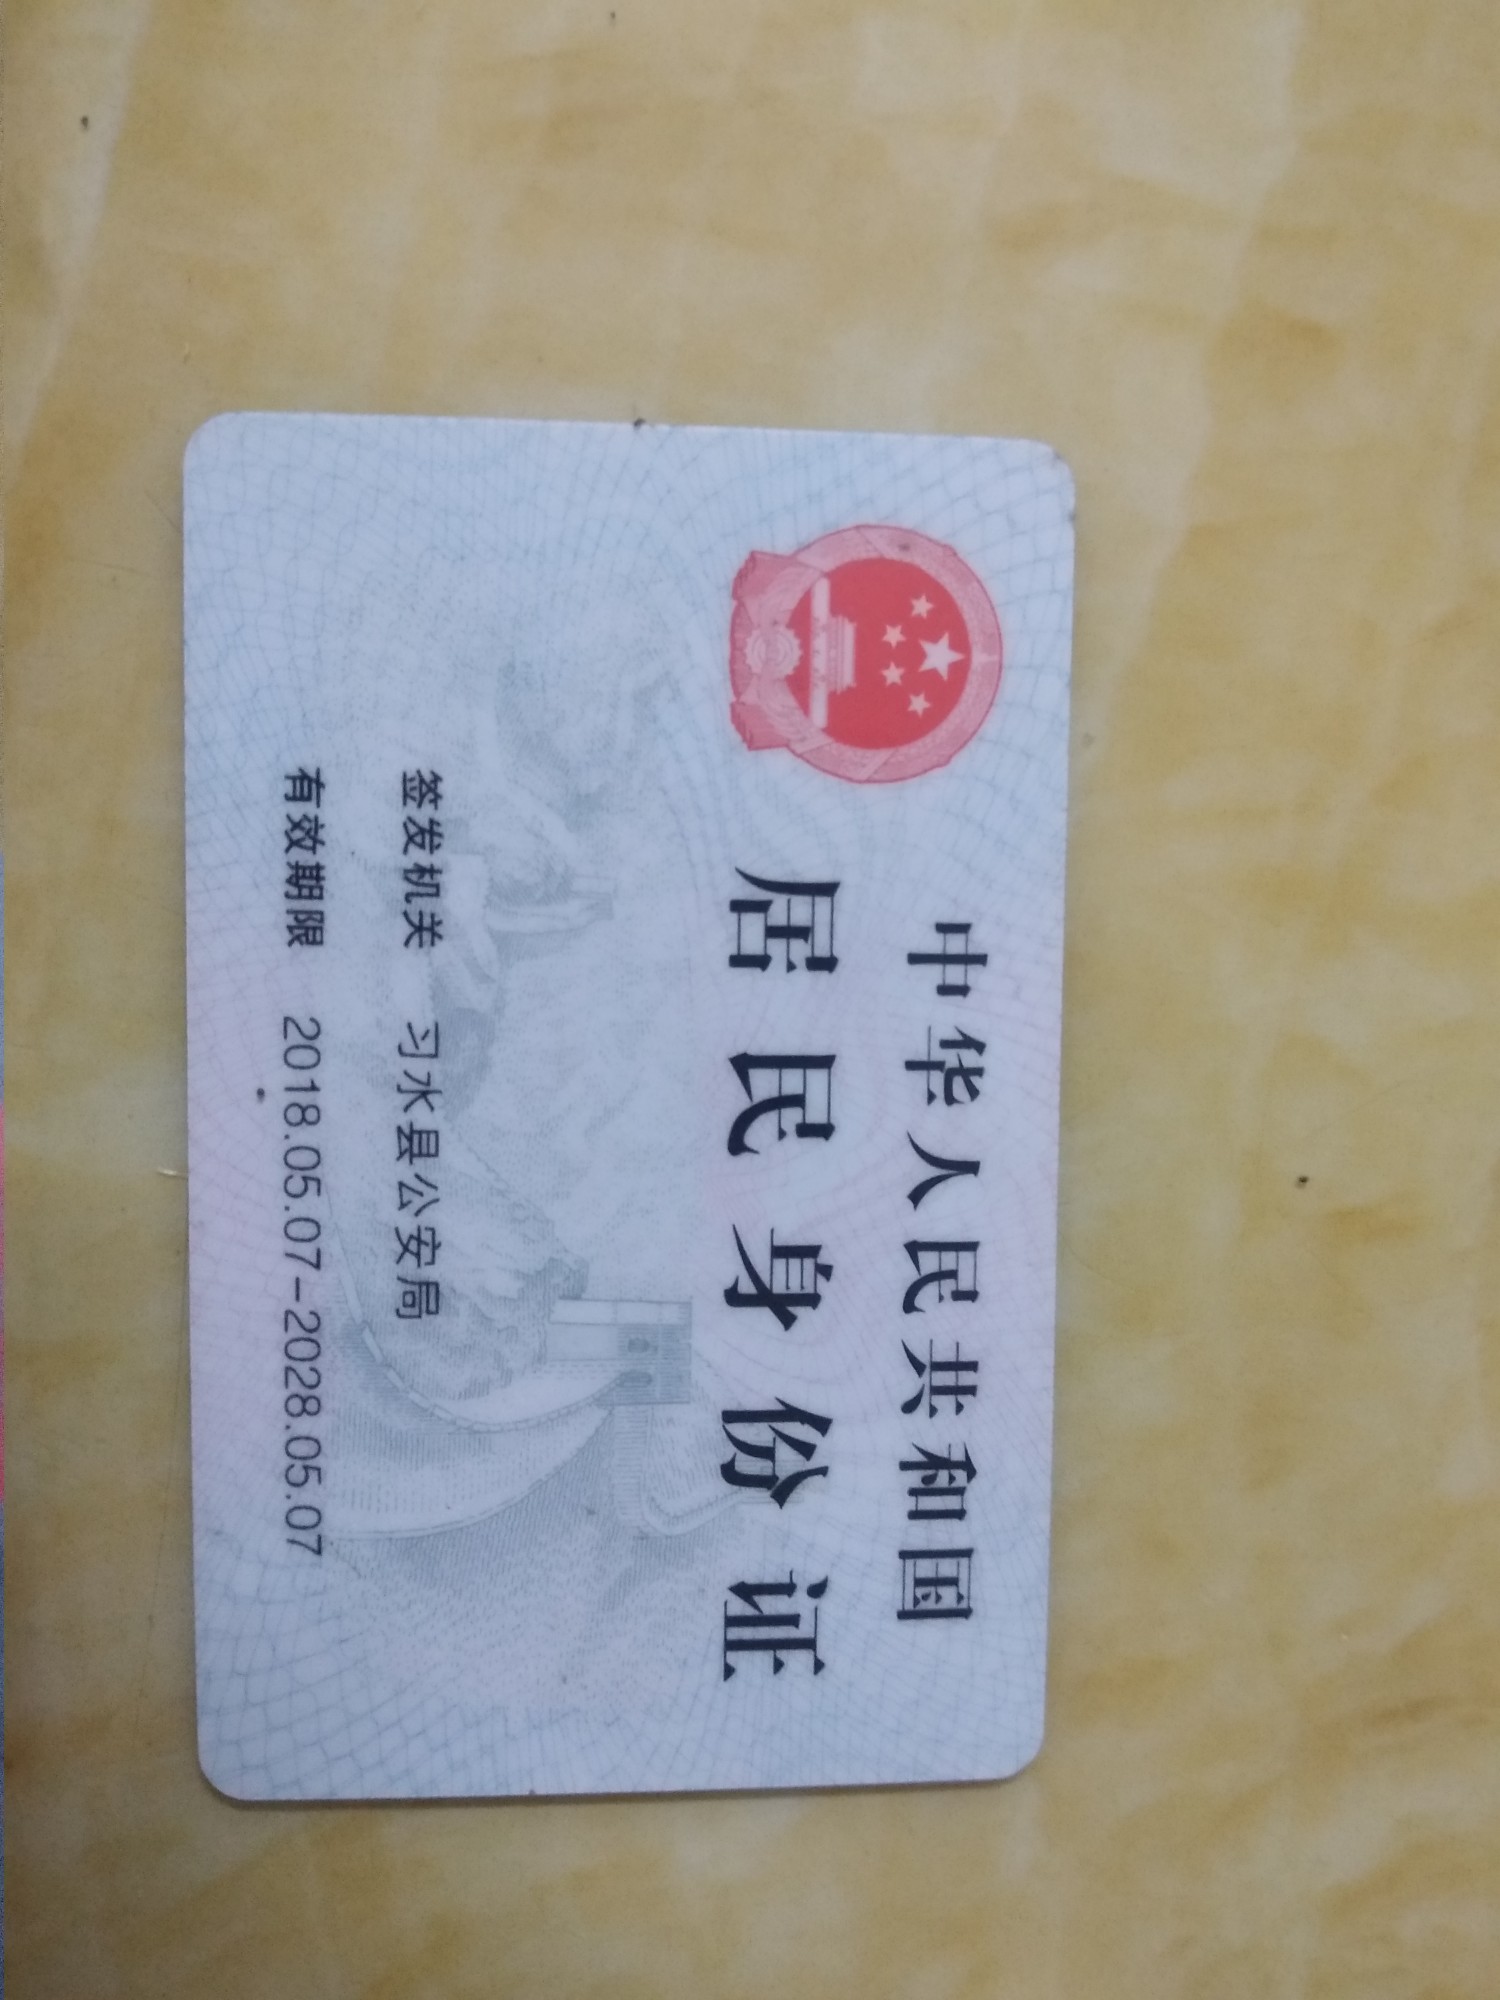 中华人民共和国
居民身份证
签发机关 习水县公安局
有效期限 2018.05.07-2028.05.07